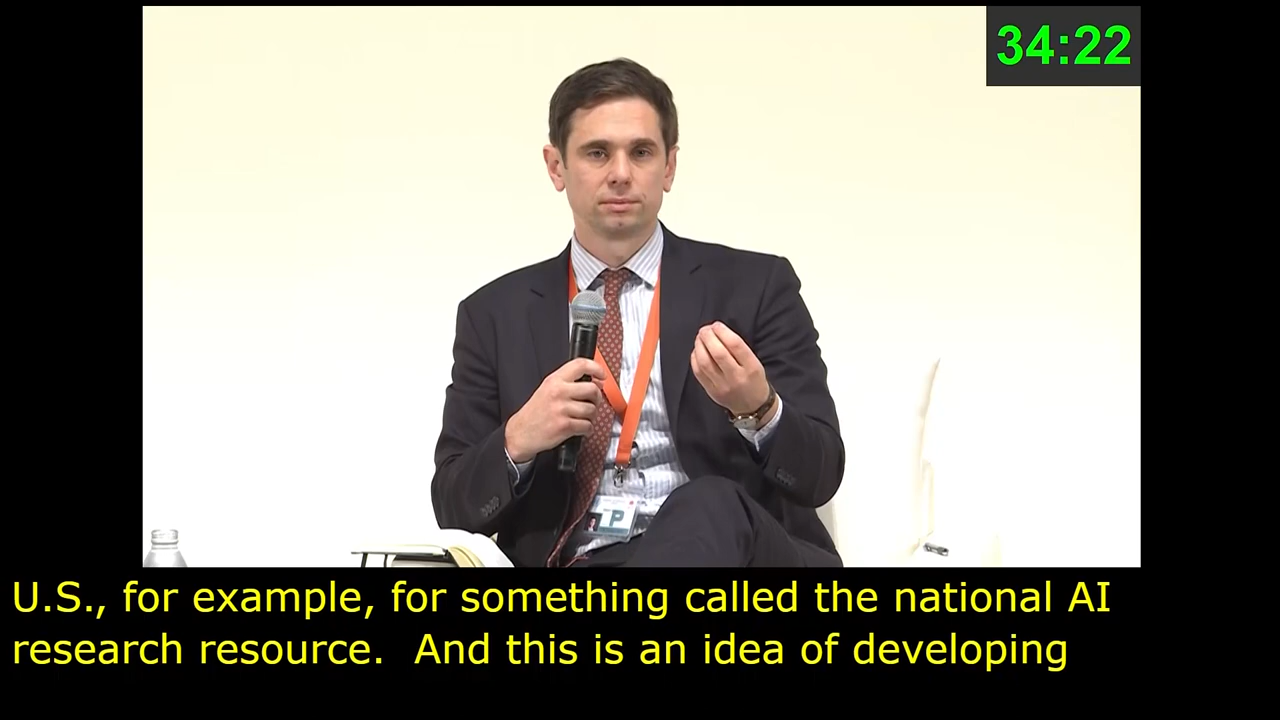 34:22
TP
U.S., for example, for something called the national AI
research resource.  And this is an idea of developing